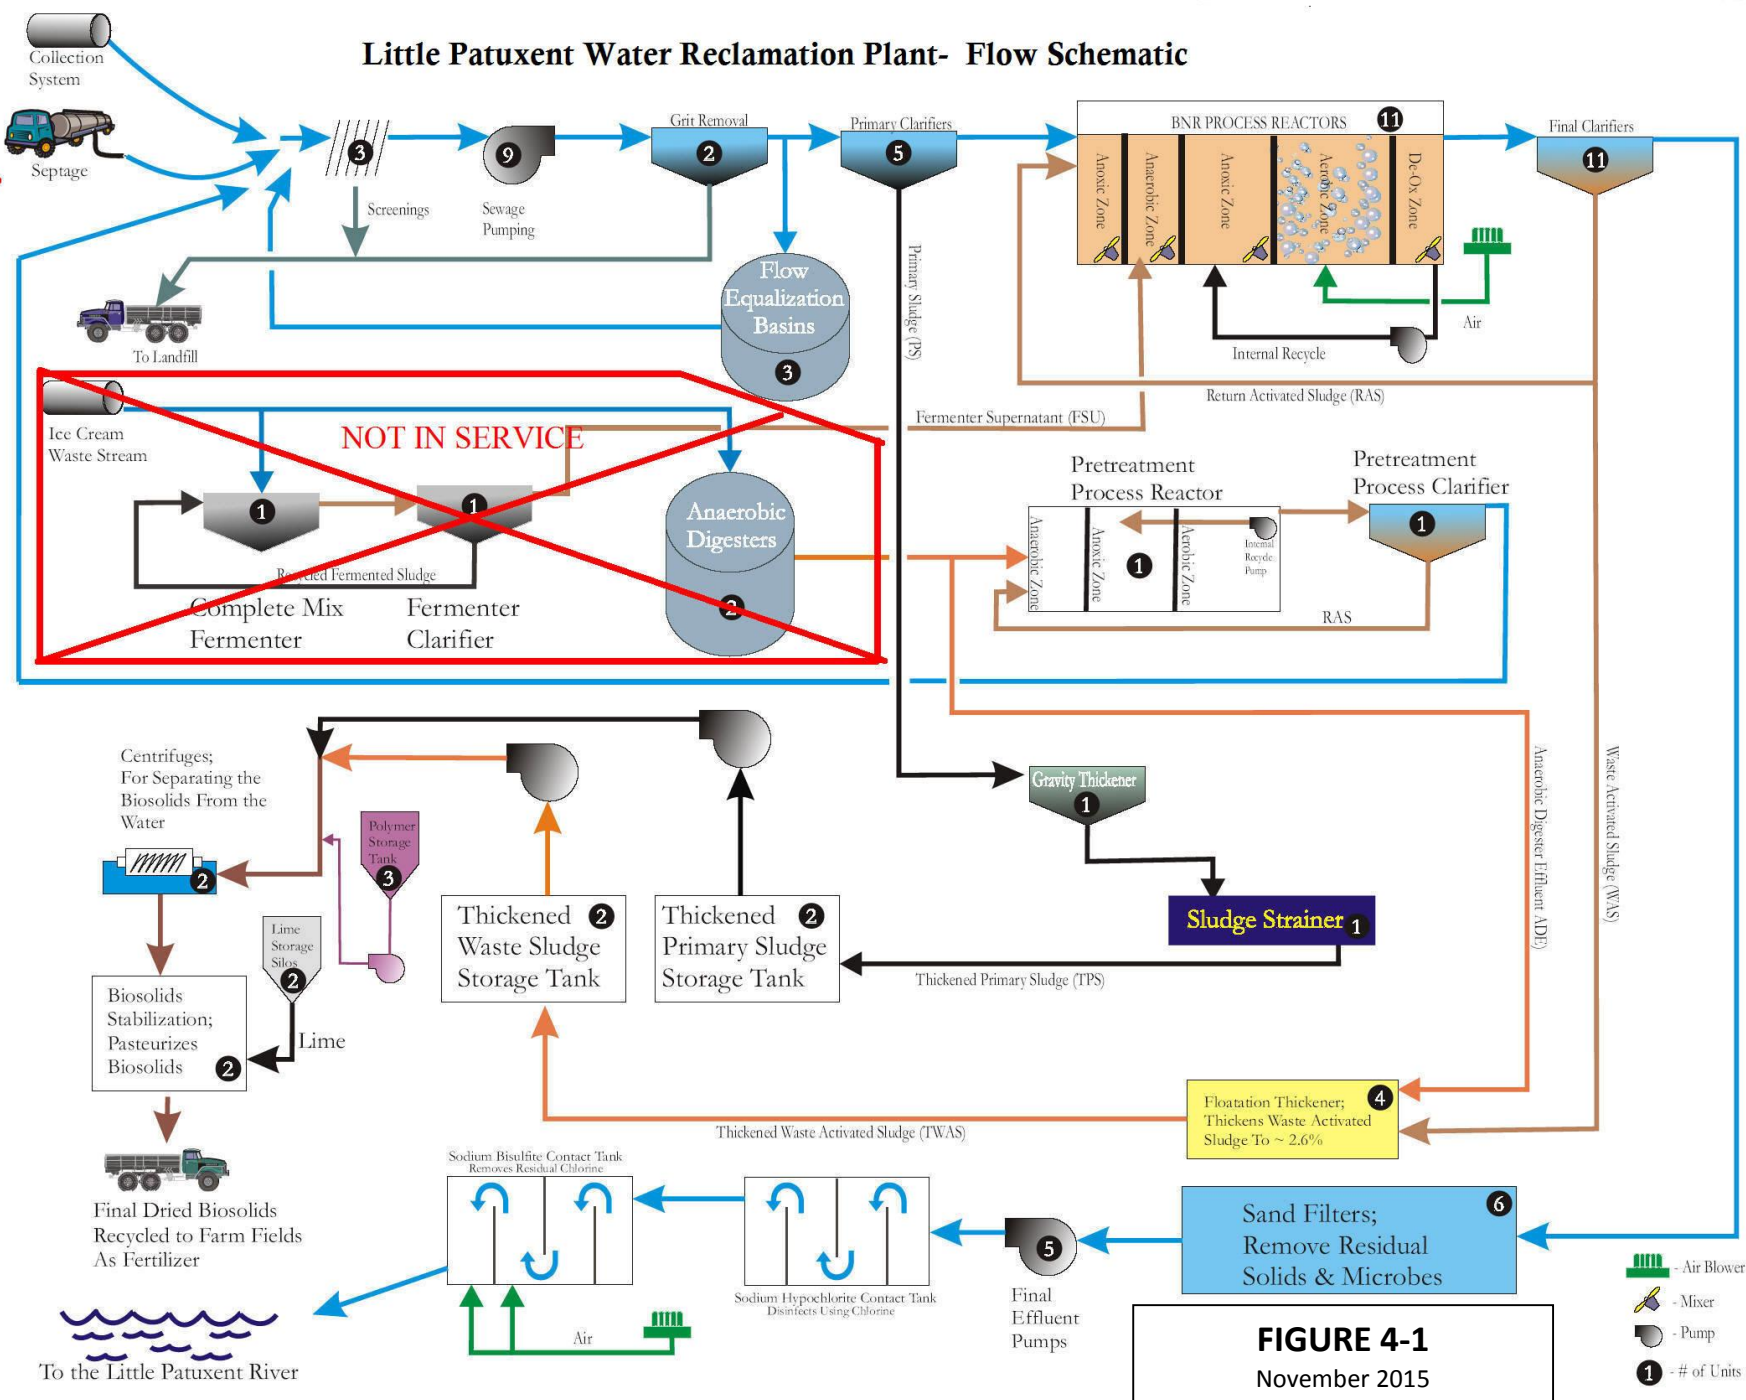 Little Patuxent Water Reclamation Plant- Flow Schematic
Collection
System
Septage
3
Screenings
9
Sewage
Pumping
Grit Removal
2
Primary Clarifiers
5
BNR PROCESS REACTORS
11
Anoxic Zone
Anaerobic Zone
Anoxic Zone
Aerobic Zone
De-Ox Zone
Final Clarifiers
11
To Landfill
Flow
Equalization
Basins
3
Primary Sludge (PS)
Air
Internal Recycle
Return Activated Sludge (RAS)
Ice Cream
Waste Stream
NOT IN SERVICE
1
1
Recycled Fermented Sludge
Complete Mix
Fermenter
Fermenter
Clarifier
Anaerobic
Digesters
2
Fermenter Supernatant (FSU)
Pretreatment
Process Reactor
Anaerobic Zone
Anoxic Zone
1
Aerobic Zone
Internal
Recycle
Pump
Pretreatment
Process Clarifier
1
RAS
Centrifuges;
For Separating the
Biosolids From the
Water
2
Polymer
Storage
Tank
3
Lime
Storage
Silos
2
Lime
Biosolids
Stabilization;
Pasteurizes
Biosolids
2
Final Dried Biosolids
Recycled to Farm Fields
As Fertilizer
Thickened
Waste Sludge
Storage Tank
2
Thickened
Primary Sludge
Storage Tank
2
Gravity Thickener
1
Sludge Strainer
1
Thickened Primary Sludge (TPS)
Anaerobic Digester Effluent ADE)
Waste Activated Sludge (WAS)
Floatation Thickener;
Thickens Waste Activated
Sludge To ~ 2.6%
4
Thickened Waste Activated Sludge (TWAS)
Sodium Bisulfite Contact Tank
Removes Residual Chlorine
Air
Sodium Hypochlorite Contact Tank
Disinfects Using Chlorine
5
Final
Effluent
Pumps
Sand Filters;
Remove Residual
Solids & Microbes
6
To the Little Patuxent River
- Air Blower
- Mixer
- Pump
1 - # of Units
FIGURE 4-1
November 2015